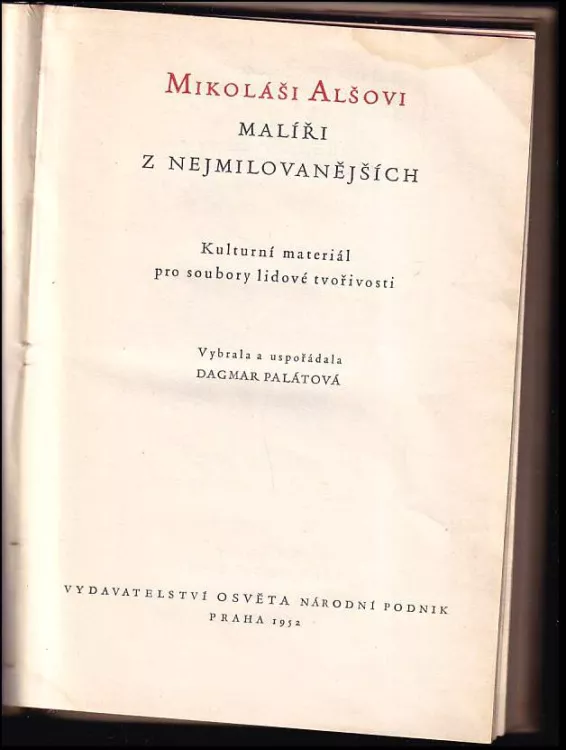 MIKOLÁŠI ALŠOVI
MALÍŘI
Z NEJMILOVANĚJŠÍCH
Kulturní materiál
pro soubory lidové tvořivosti
Vybrala a uspořádala
DAGMAR PALÁTOVÁ
VYDAVATELSTVÍ OSVĚTA NÁRODNÍ PODNIK
PRAHA 1952